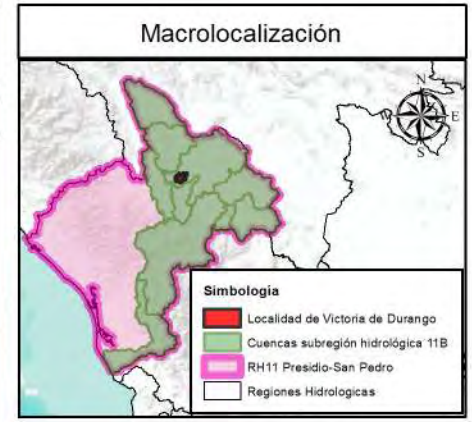 Macrolocalización
N
E
S
Simbología
Localidad de Victoria de Durango
Cuencas subregión hidrológica 11B
RH11 Presidio-San Pedro
Regiones Hidrologicas